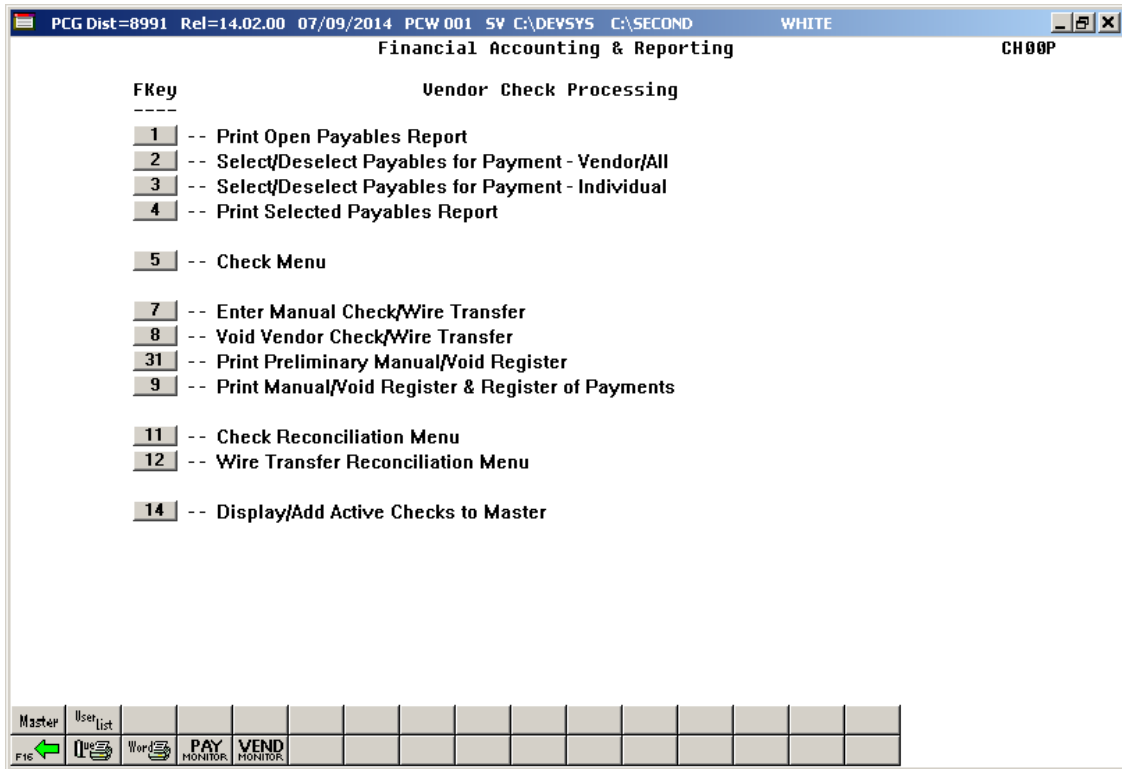 PCG Dist=8991 Rel=14.02.00 07/09/2014 PCW 001 SV C:\DEVSYS C:\SECOND WHITE
Financial Accounting & Reporting CH00P
FKey Vendor Check Processing
----
1 -- Print Open Payables Report
2 -- Select/Deselect Payables for Payment - Vendor/All
3 -- Select/Deselect Payables for Payment - Individual
4 -- Print Selected Payables Report
5 -- Check Menu
7 -- Enter Manual Check/Wire Transfer
8 -- Void Vendor Check/Wire Transfer
31 -- Print Preliminary Manual/Void Register
9 -- Print Manual/Void Register & Register of Payments
11 -- Check Reconciliation Menu
12 -- Wire Transfer Reconciliation Menu
14 -- Display/Add Active Checks to Master
Master User List
F16 Que Word PAY MONITOR VEND MONITOR